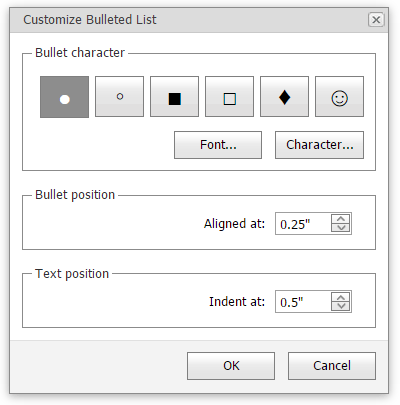 Customize Bulleted List
Bullet character
Font...
Character...
Bullet position
Aligned at: 0.25"
Text position
Indent at: 0.5"
OK Cancel